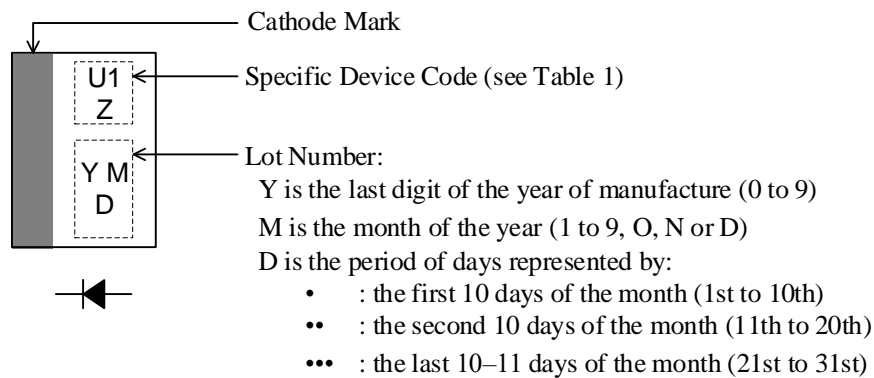 Cathode Mark
U1
Z
Specific Device Code (see Table 1)
Y M
D
Lot Number:
Y is the last digit of the year of manufacture (0 to 9)
M is the month of the year (1 to 9, O, N or D)
D is the period of days represented by:
• : the first 10 days of the month (1st to 10th)
•• : the second 10 days of the month (11th to 20th)
••• : the last 10–11 days of the month (21st to 31st)